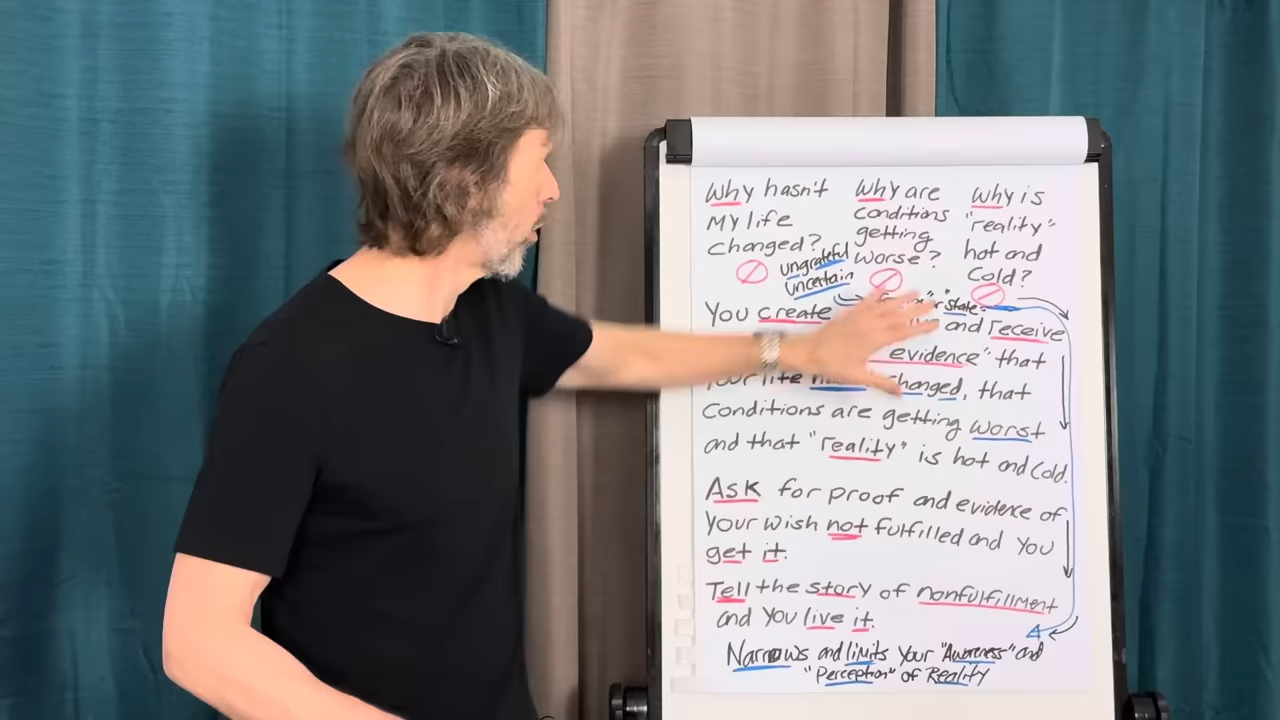 Why hasn't
My life
changed?
ungrateful
uncertain
Why are
conditions
getting
worse?
Why is
"reality"
hot and
cold?
state
You create and receive
evidence" that
your life changed, that
conditions are getting worst
and that "reality" is hot and cold.
Ask for proof and evidence of
your wish not fulfilled and you
get it.
Tell the story of nonfulfillment
and you live it.
Narrows and limits your "Awareness" and
"Perception" of Reality